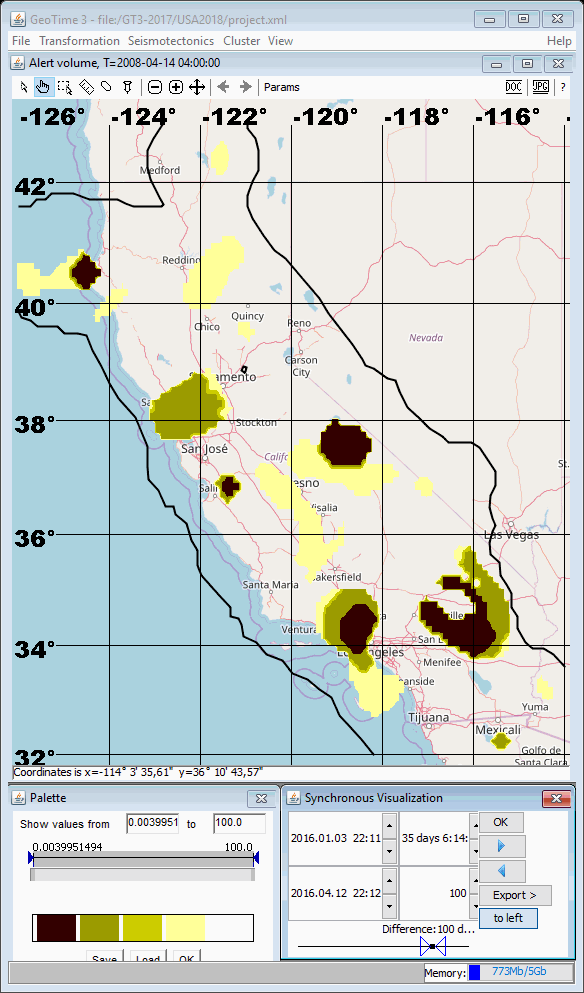 GeoTime 3 - file:/GT3-2017/USA2018/project.xml
File Transformation Seismotectonics Cluster View Help
Alert volume, T=2008-04-14 04:00:00
Params DOC JPG ?
-126° -124° -122° -120° -118° -116°
Medford
42°
Redding
40°
Quincy
Chico
Reno
Carson
City
Nevada
amento
38°
Stockton
San José
Califc
Sali
esno
isalia
36°
Las Vegas
akersfield
Santa Maria
Ventura
ville
San B
34°
Los Angeles
Menifee
eanside
Yuma
Tijuana
Mexicali
32°
Golfo de
Santa Clara
Coordinates is x=-114° 3' 35,61" y=36° 10' 43,57"
Palette
Show values from 0.0039951 to 100.0
0.0039951494 100.0
Save Load OK
Synchronous Visualization
2016.01.03 22:11 35 days 6:14: OK
2016.04.12 22:12 100
Export >
to left
Difference:100 d...
Memory: 773Mb/5Gb